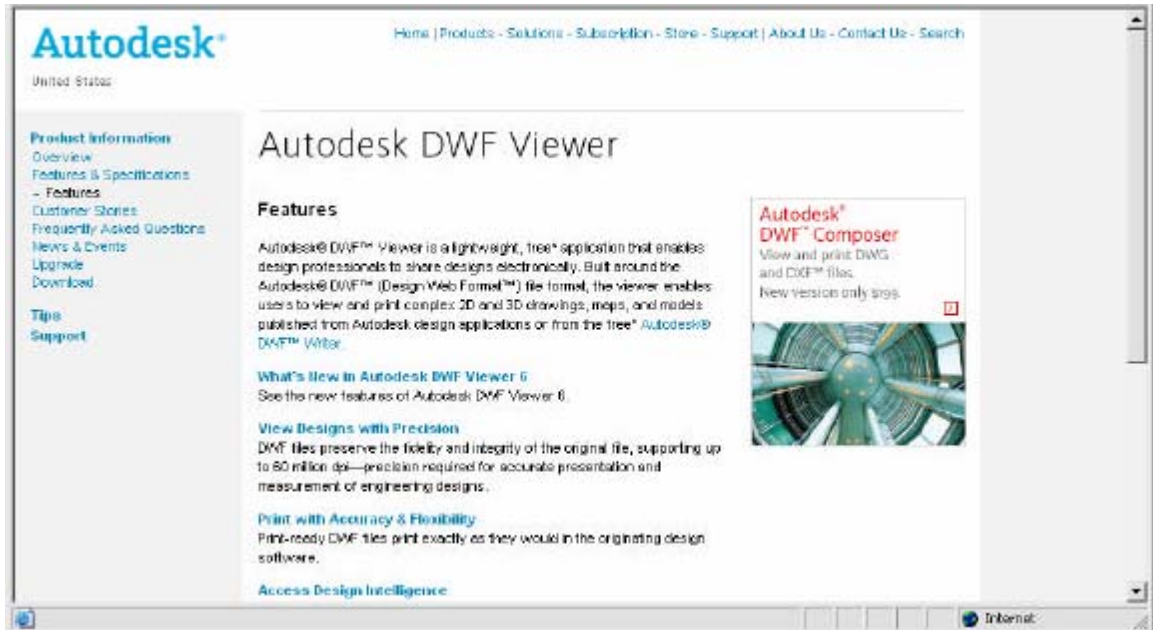 Autodesk®
United States
Home | Products - Solutions - Subscription - Store - Support | About Us - Contact Us - Search
Product Information
Overview
Features & Specifications
- Features
Customer Stories
Frequently Asked Questions
News & Events
Upgrade
Download
Tips
Support
Autodesk DWF Viewer
Features
Autodesk® DWF™ Viewer is a lightweight, free* application that enables
design professionals to share designs electronically. Built around the
Autodesk® DWF™ (Design Web Format™) file format, the viewer enables
users to view and print complex 2D and 3D drawings, maps, and models
published from Autodesk design applications or from the free* Autodesk®
DWF™ Writer.
What's New in Autodesk DWF Viewer 6
See the new features of Autodesk DWF Viewer 6.
View Designs with Precision
DWF files preserve the fidelity and integrity of the original file, supporting up
to 60 million dpi—precision required for accurate presentation and
measurement of engineering designs.
Print with Accuracy & Flexibility
Print-ready DWF files print exactly as they would in the originating design
software.
Access Design Intelligence
Autodesk®
DWF™ Composer
View and print DWG
and DXF™ files.
New version only $199.
Internet